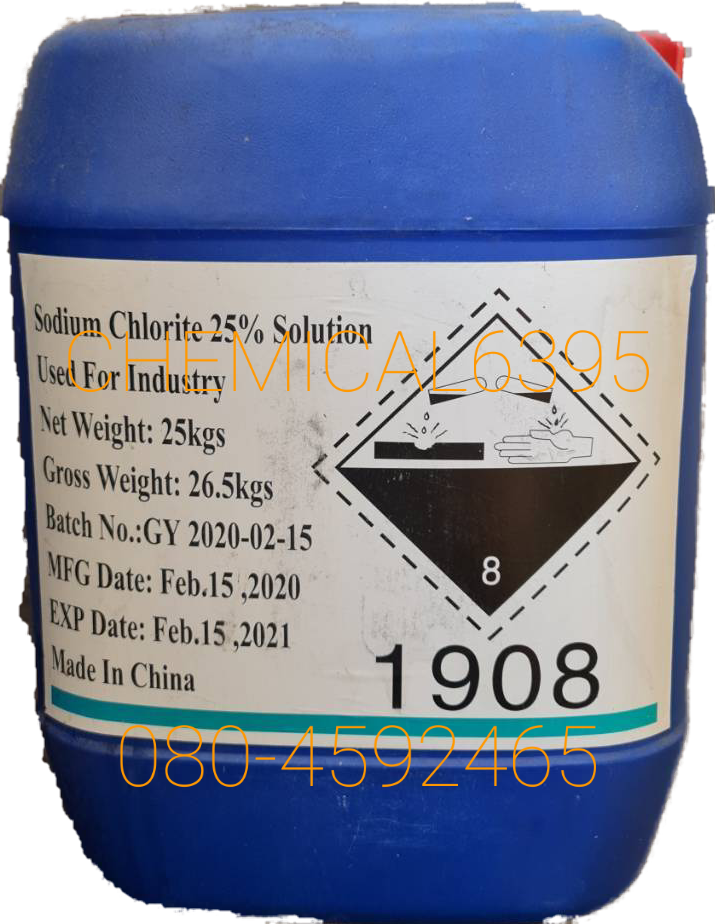 Sodium Chlorite 25% Solution
CHEMICAL6395
Used For Industry
Net Weight: 25kgs
Gross Weight: 26.5kgs
Batch No.:GY 2020-02-15
MFG Date: Feb.15 ,2020
EXP Date: Feb.15 ,2021
Made In China
8
1908
080-4592465